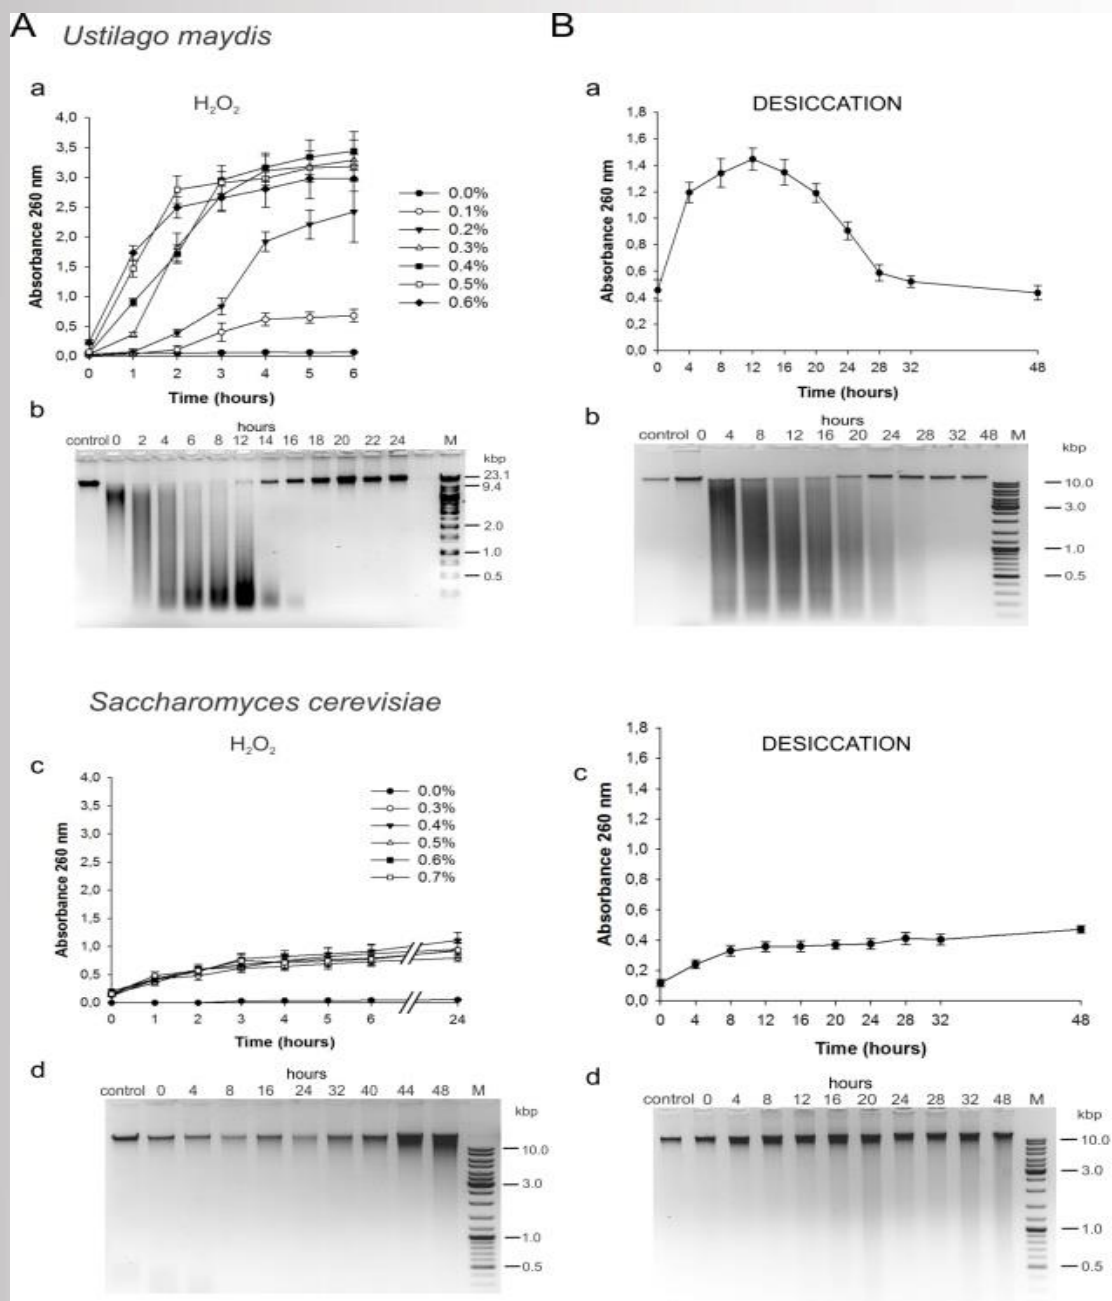 A
Ustilago maydis
a
H₂O₂
4,0
3,5
3,0
2,5
2,0
1,5
1,0
0,5
0,0
Absorbance 260 nm
0.0%
0.1%
0.2%
0.3%
0.4%
0.5%
0.6%
0 1 2 3 4 5 6
Time (hours)
b
hours
control 0 2 4 6 8 12 14 16 18 20 22 24 M
kbp
23.1
9.4
2.0
1.0
0.5
B
a
DESICCATION
1,8
1,6
1,4
1,2
1,0
0,8
0,6
0,4
0,2
0,0
Absorbance 260 nm
0 4 8 12 16 20 24 28 32 48
Time (hours)
b
hours
control 0 4 8 12 16 20 24 28 32 48 M
kbp
10.0
3.0
1.0
0.5
Saccharomyces cerevisiae
c
H₂O₂
4,0
3,5
3,0
2,5
2,0
1,5
1,0
0,5
0,0
Absorbance 260 nm
0.0%
0.3%
0.4%
0.5%
0.6%
0.7%
0 1 2 3 4 5 6 24
Time (hours)
d
hours
control 0 4 8 16 24 32 40 44 48 M
kbp
10.0
3.0
1.0
0.5
c
DESICCATION
1,8
1,6
1,4
1,2
1,0
0,8
0,6
0,4
0,2
0,0
Absorbance 260 nm
0 4 8 12 16 20 24 28 32 48
Time (hours)
d
hours
control 0 4 8 12 16 20 24 28 32 48 M
kbp
10.0
3.0
1.0
0.5